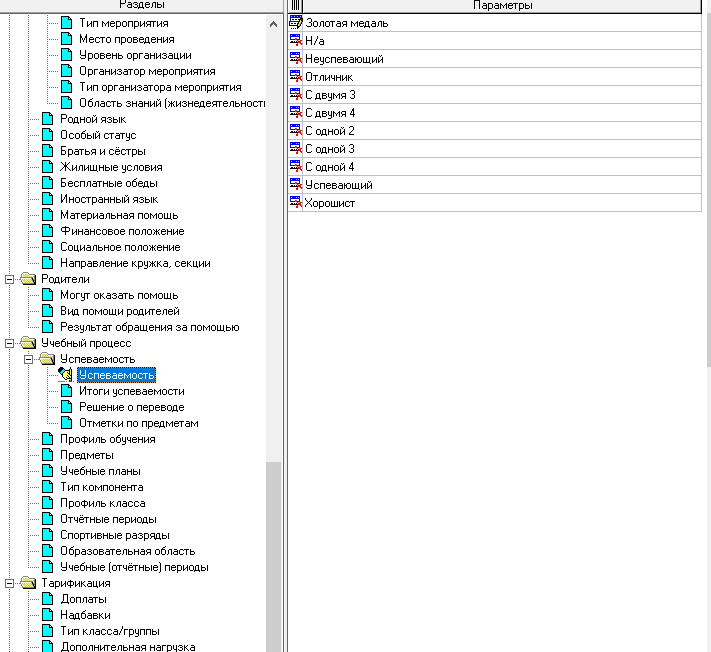 Разделы
Тип мероприятия
Место проведения
Уровень организации
Организатор мероприятия
Тип организатора мероприятия
Область знаний (жизнедеятельност
Родной язык
Особый статус
Братья и сёстры
Жилищные условия
Бесплатные обеды
Иностранный язык
Материальная помощь
Финансовое положение
Социальное положение
Направление кружка, секции
Родители
Могут оказать помощь
Вид помощи родителей
Результат обращения за помощью
Учебный процесс
Успеваемость
Успеваемость
Итоги успеваемости
Решение о переводе
Отметки по предметам
Профиль обучения
Предметы
Учебные планы
Тип компонента
Профиль класса
Отчётные периоды
Спортивные разряды
Образовательная область
Учебные (отчётные) периоды
Тарификация
Доплаты
Надбавки
Тип класса/группы
Дополнительная нагрузка
Параметры
Золотая медаль
Н/а
Неуспевающий
Отличник
С двумя 3
С двумя 4
С одной 2
С одной 3
С одной 4
Успевающий
Хорошист